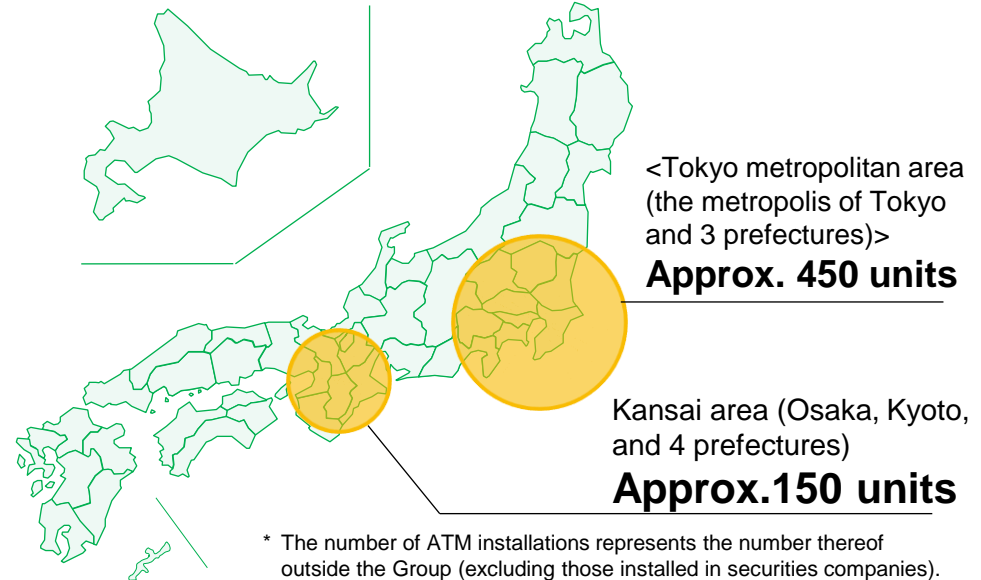 <Tokyo metropolitan area
(the metropolis of Tokyo
and 3 prefectures)>
Approx. 450 units
Kansai area (Osaka, Kyoto,
and 4 prefectures)
Approx.150 units
* The number of ATM installations represents the number thereof
outside the Group (excluding those installed in securities companies).